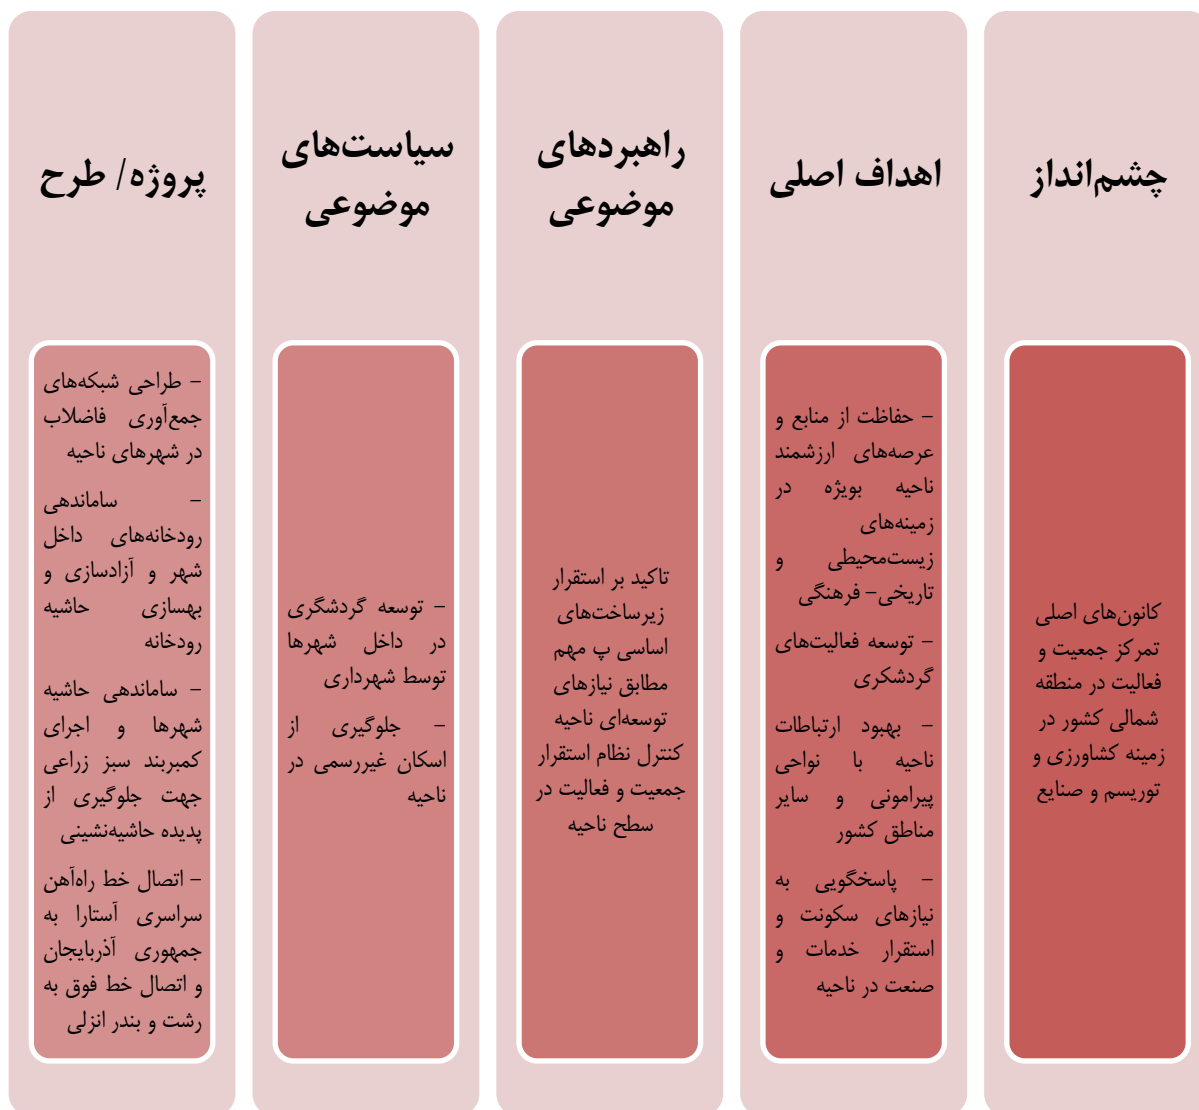 چشم‌انداز
کانون‌های اصلی
تمرکز جمعیت و
فعالیت در منطقه
شمالی کشور در
زمینه کشاورزی و
توریسم و صنایع
اهداف اصلی
- حفاظت از منابع و
عرصه‌های ارزشمند
ناحیه بویژه در
زمینه‌های
زیست‌محیطی و
تاریخی- فرهنگی
- توسعه فعالیت‌های
گردشکری
- بهبود ارتباطات
ناحیه با نواحی
پیرامونی و سایر
مناطق کشور
- پاسخگویی به
نیازهای سکونت و
استقرار خدمات و
صنعت در ناحیه
راهبردهای
موضوعی
تاکید بر استقرار
زیرساخت‌های
اساسی پ مهم
مطابق نیازهای
توسعه‌ای ناحیه
کنترل نظام استقرار
جمعیت و فعالیت در
سطح ناحیه
سیاست‌های
موضوعی
- توسعه گردشگری
در داخل شهرها
توسط شهرداری
- جلوگیری از
اسکان غیررسمی در
ناحیه
پروژه/ طرح
- طراحی شبکه‌های
جمع‌آوری فاضلاب
در شهرهای ناحیه
- ساماندهی
رودخانه‌های داخل
شهر و آزادسازی و
بهسازی حاشیه
رودخانه
- ساماندهی حاشیه
شهرها و اجرای
کمبربند سبز زراعی
جهت جلوگیری از
پدیده حاشیه‌نشینی
- اتصال خط راه‌آهن
سراسری آستارا به
جمهوری آذربایجان
و اتصال خط فوق به
رشت و بندر انزلی